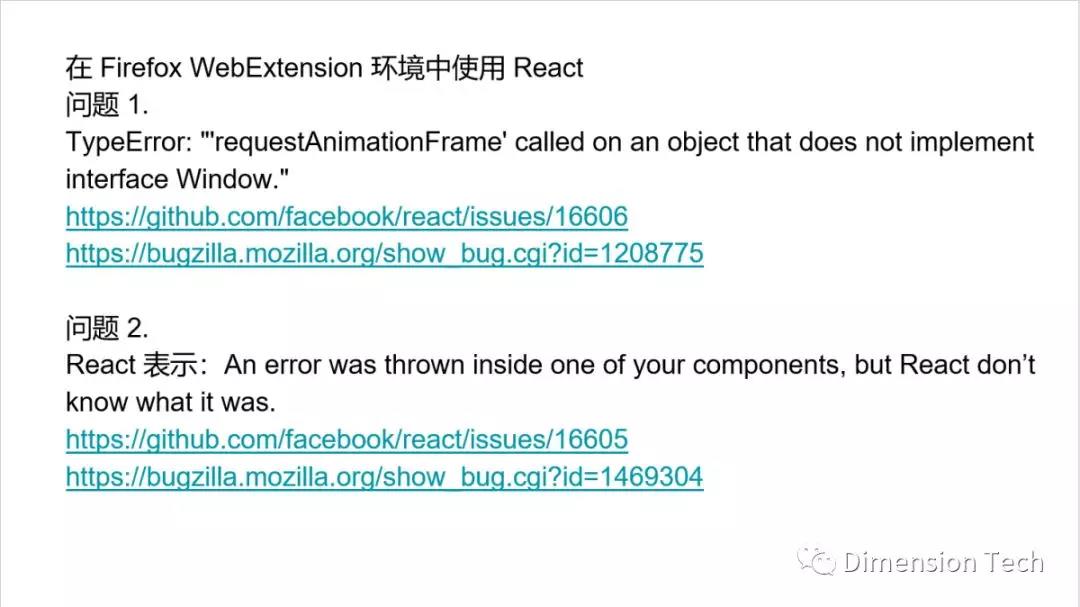 在 Firefox WebExtension 环境中使用 React
问题 1.
TypeError: "'requestAnimationFrame' called on an object that does not implement
interface Window."
https://github.com/facebook/react/issues/16606
https://bugzilla.mozilla.org/show_bug.cgi?id=1208775
问题 2.
React 表示：An error was thrown inside one of your components, but React don’t
know what it was.
https://github.com/facebook/react/issues/16605
https://bugzilla.mozilla.org/show_bug.cgi?id=1469304
Dimension Tech